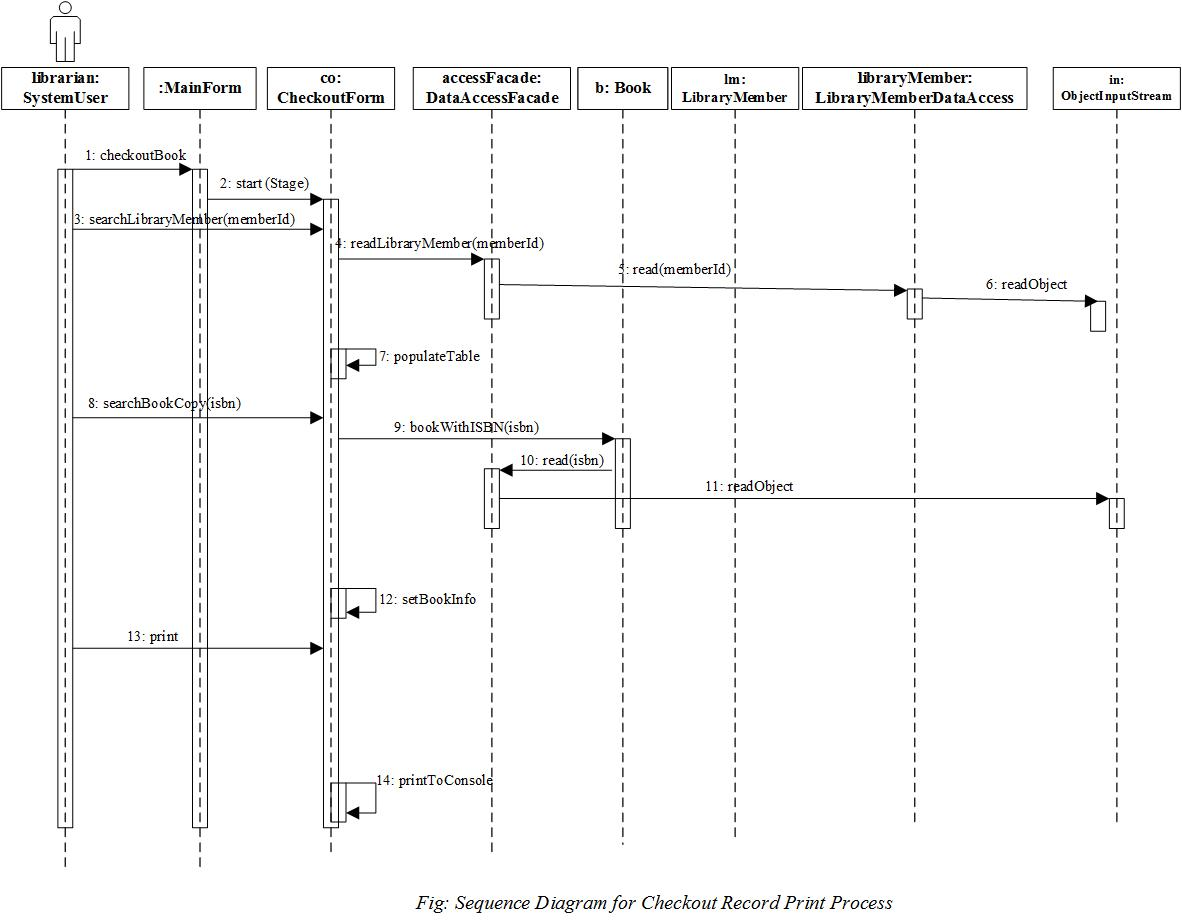 librarian:
SystemUser
:MainForm
co:
CheckoutForm
accessFacade:
DataAccessFacade
b: Book
lm:
LibraryMember
libraryMember:
LibraryMemberDataAccess
in:
ObjectInputStream
1: checkoutBook
2: start (Stage)
3: searchLibraryMember(memberId)
4: readLibraryMember(memberId)
5: read(memberId)
6: readObject
7: populateTable
8: searchBookCopy(isbn)
9: bookWithISBN(isbn)
10: read(isbn)
11: readObject
12: setBookInfo
13: print
14: printToConsole
Fig: Sequence Diagram for Checkout Record Print Process